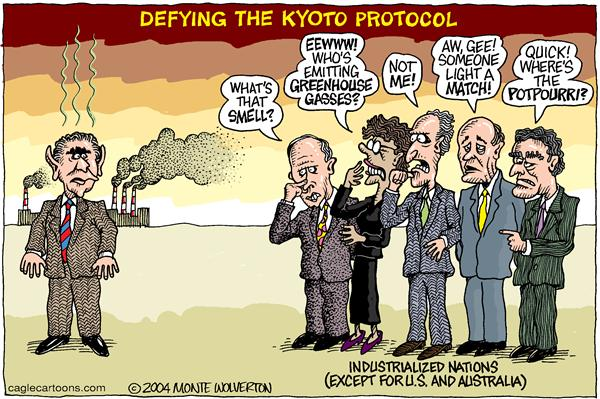 DEFYING THE KYOTO PROTOCOL
WHAT'S
THAT
SMELL?
EEWWW!
WHO'S
EMITTING
GREENHOUSE
GASSES?
NOT
ME!
AW, GEE!
SOMEONE
LIGHT A
MATCH!
QUICK!
WHERE'S
THE
POTPOURRI?
INDUSTRIALIZED NATIONS
(EXCEPT FOR U.S. AND AUSTRALIA)
caglecartoons.com
© 2004 MONTE WOLVERTON